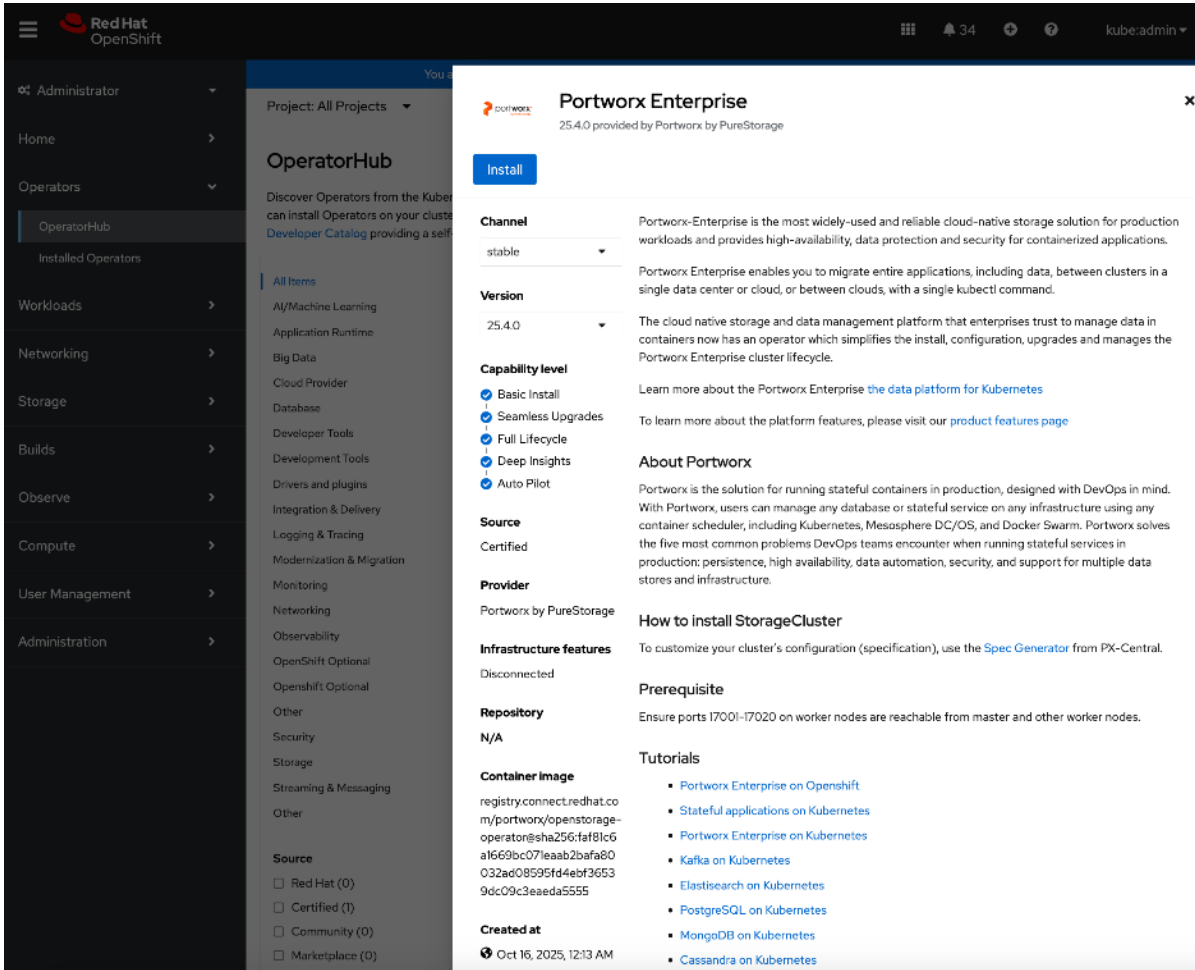 Red Hat
OpenShift
34
kube:admin
Administrator
Home
Operators
OperatorHub
Installed Operators
Workloads
Networking
Storage
Builds
Observe
Compute
User Management
Administration
You a
Project: All Projects
OperatorHub
Discover Operators from the Kuber
can install Operators on your cluste
Developer Catalog providing a self-
All Items
AI/Machine Learning
Application Runtime
Big Data
Cloud Provider
Database
Developer Tools
Development Tools
Drivers and plugins
Integration & Delivery
Logging & Tracing
Modernization & Migration
Monitoring
Networking
Observability
OpenShift Optional
Openshift Optional
Other
Security
Storage
Streaming & Messaging
Other
Source
Red Hat (0)
Certified (1)
Community (0)
Marketplace (0)
portworx
Portworx Enterprise
25.4.0 provided by Portworx by PureStorage
Install
Channel
stable
Version
25.4.0
Capability level
Basic Install
Seamless Upgrades
Full Lifecycle
Deep Insights
Auto Pilot
Source
Certified
Provider
Portworx by PureStorage
Infrastructure features
Disconnected
Repository
N/A
Container image
registry.connect.redhat.co
m/portworx/openstorage-
operator@sha256:faf81c6
a1669bc071eaab2bafa80
032ad08595fd4ebf3653
9dc09c3eaeda5555
Created at
Oct 16, 2025, 12:13 AM
Portworx-Enterprise is the most widely-used and reliable cloud-native storage solution for production
workloads and provides high-availability, data protection and security for containerized applications.
Portworx Enterprise enables you to migrate entire applications, including data, between clusters in a
single data center or cloud, or between clouds, with a single kubectl command.
The cloud native storage and data management platform that enterprises trust to manage data in
containers now has an operator which simplifies the install, configuration, upgrades and manages the
Portworx Enterprise cluster lifecycle.
Learn more about the Portworx Enterprise the data platform for Kubernetes
To learn more about the platform features, please visit our product features page
About Portworx
Portworx is the solution for running stateful containers in production, designed with DevOps in mind.
With Portworx, users can manage any database or stateful service on any infrastructure using any
container scheduler, including Kubernetes, Mesosphere DC/OS, and Docker Swarm. Portworx solves
the five most common problems DevOps teams encounter when running stateful services in
production: persistence, high availability, data automation, security, and support for multiple data
stores and infrastructure.
How to install StorageCluster
To customize your cluster's configuration (specification), use the Spec Generator from PX-Central.
Prerequisite
Ensure ports 17001-17020 on worker nodes are reachable from master and other worker nodes.
Tutorials
Portworx Enterprise on Openshift
Stateful applications on Kubernetes
Portworx Enterprise on Kubernetes
Kafka on Kubernetes
Elastisearch on Kubernetes
PostgreSQL on Kubernetes
MongoDB on Kubernetes
Cassandra on Kubernetes